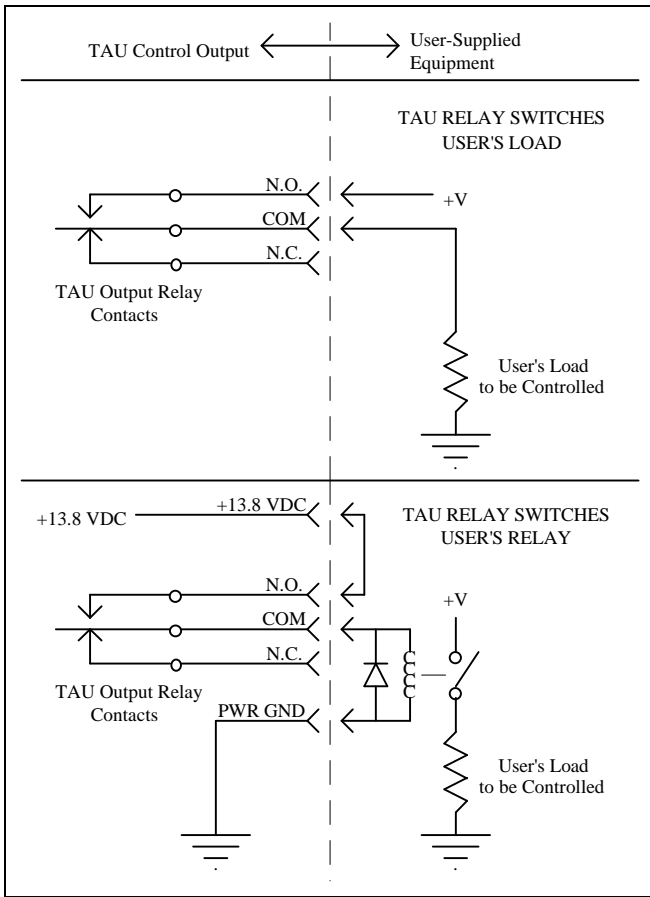 TAU Control Output
User-Supplied
Equipment
TAU RELAY SWITCHES
USER'S LOAD
N.O.
+V
COM
N.C.
TAU Output Relay
Contacts
User's Load
to be Controlled
+13.8 VDC
+13.8 VDC
TAU RELAY SWITCHES
USER'S RELAY
N.O.
+V
COM
N.C.
TAU Output Relay
Contacts
PWR GND
User's Load
to be Controlled